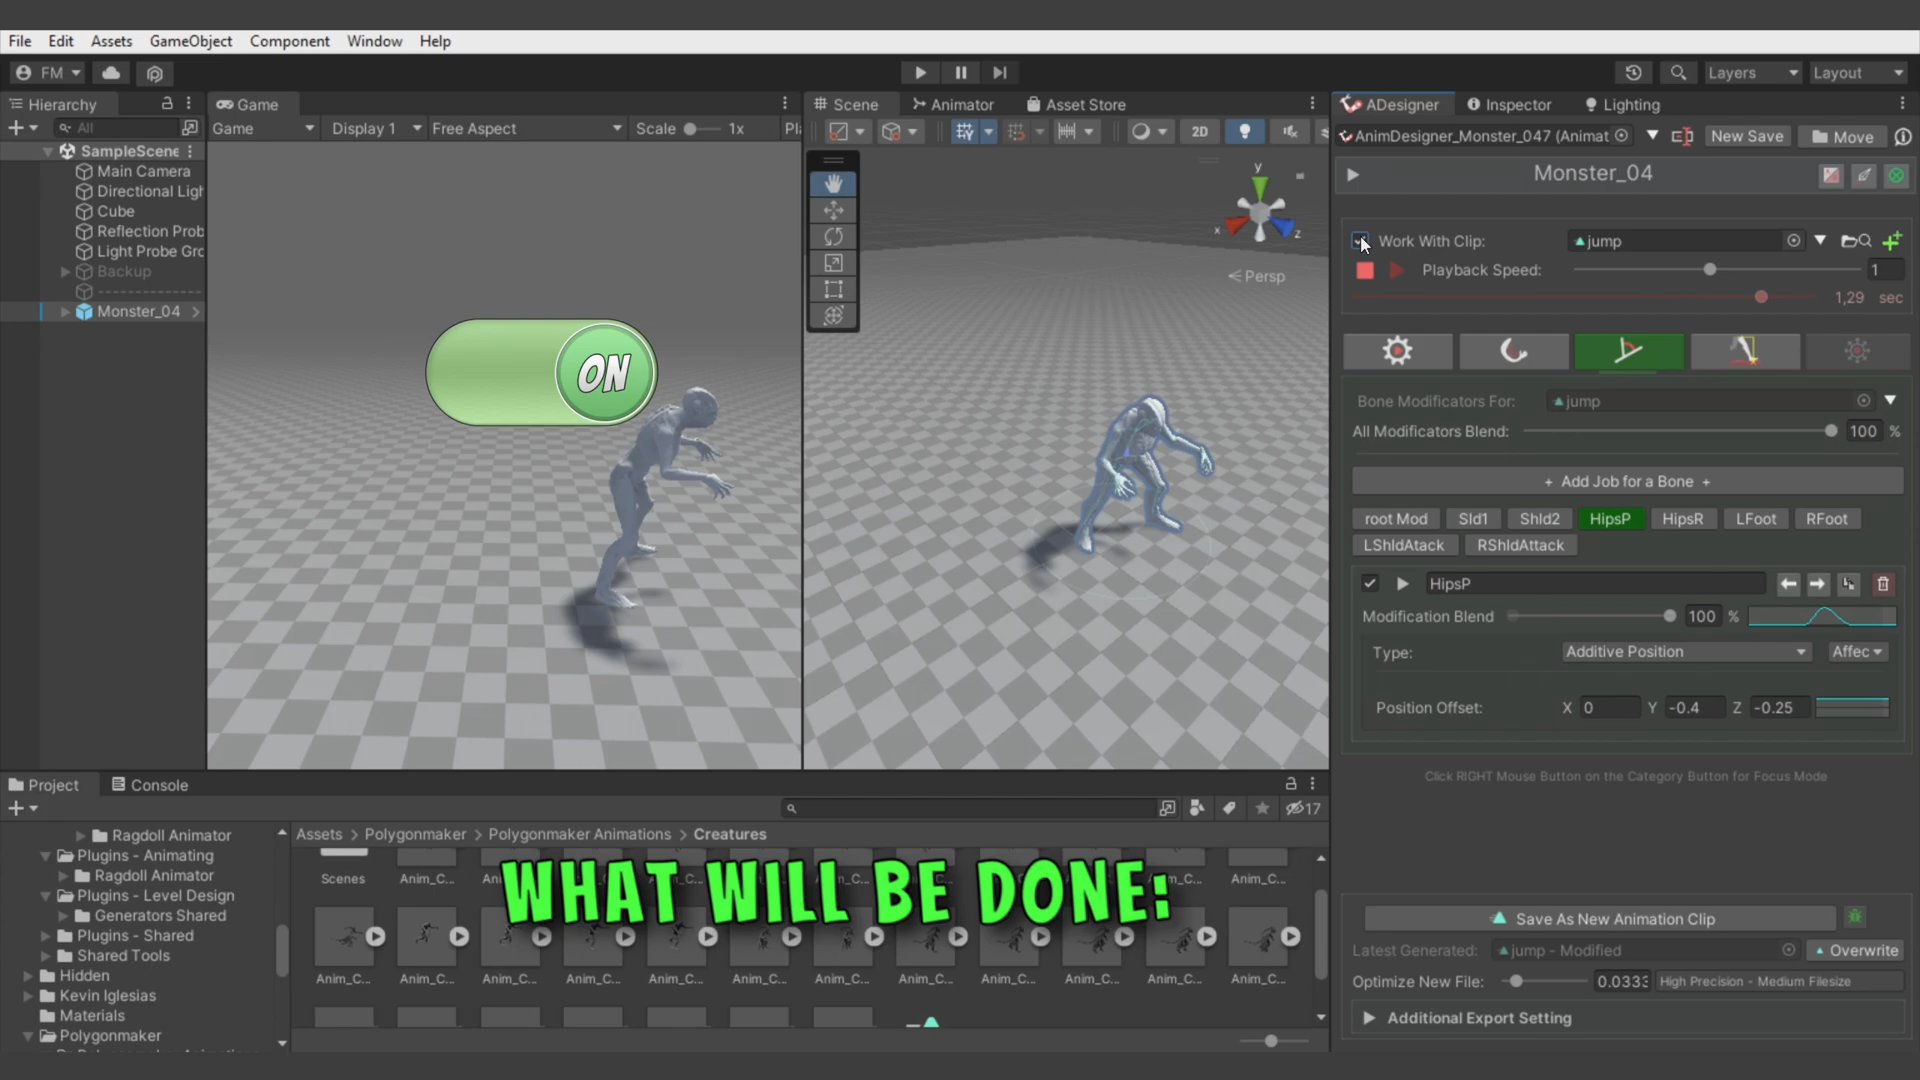 File Edit Assets GameObject Component Window Help
FM
Layers Layout
Hierarchy
All
SampleScene
Main Camera
Directional Ligh
Cube
Reflection Prob
Light Probe Gro
Backup
--------------
Monster_04
Game
Game Display 1 Free Aspect Scale 1x
ON
Scene Animator Asset Store
2D
y
x
z
Persp
ADesigner Inspector Lighting
AnimDesigner_Monster_047 (Animat New Save Move
Monster_04
Work With Clip: jump
Playback Speed: 1
1,29 sec
Bone Modificators For: jump
All Modificators Blend: 100 %
+ Add Job for a Bone +
root Mod Sld1 Shld2 HipsP HipsR LFoot RFoot
LShldAtack RShldAttack
HipsP
Modification Blend 100 %
Type: Additive Position Affec
Position Offset: X 0 Y -0.4 Z -0.25
Click RIGHT Mouse Button on the Category Button for Focus Mode
Save As New Animation Clip
Latest Generated: jump - Modified Overwrite
Optimize New File: 0.0333 High Precision - Medium Filesize
Additional Export Setting
Project Console
17
Ragdoll Animator
Plugins - Animating
Ragdoll Animator
Plugins - Level Design
Generators Shared
Plugins - Shared
Shared Tools
Hidden
Kevin Iglesias
Materials
Polygonmaker
Assets > Polygonmaker > Polygonmaker Animations > Creatures
Scenes Anim_C... Anim_C...
WHAT WILL BE DONE:
Anim_C... Anim_C... Anim_C... Anim_C... Anim_C... Anim_C... Anim_C... Anim_C... Anim_C... Anim_C... Anim_C... Anim_C...